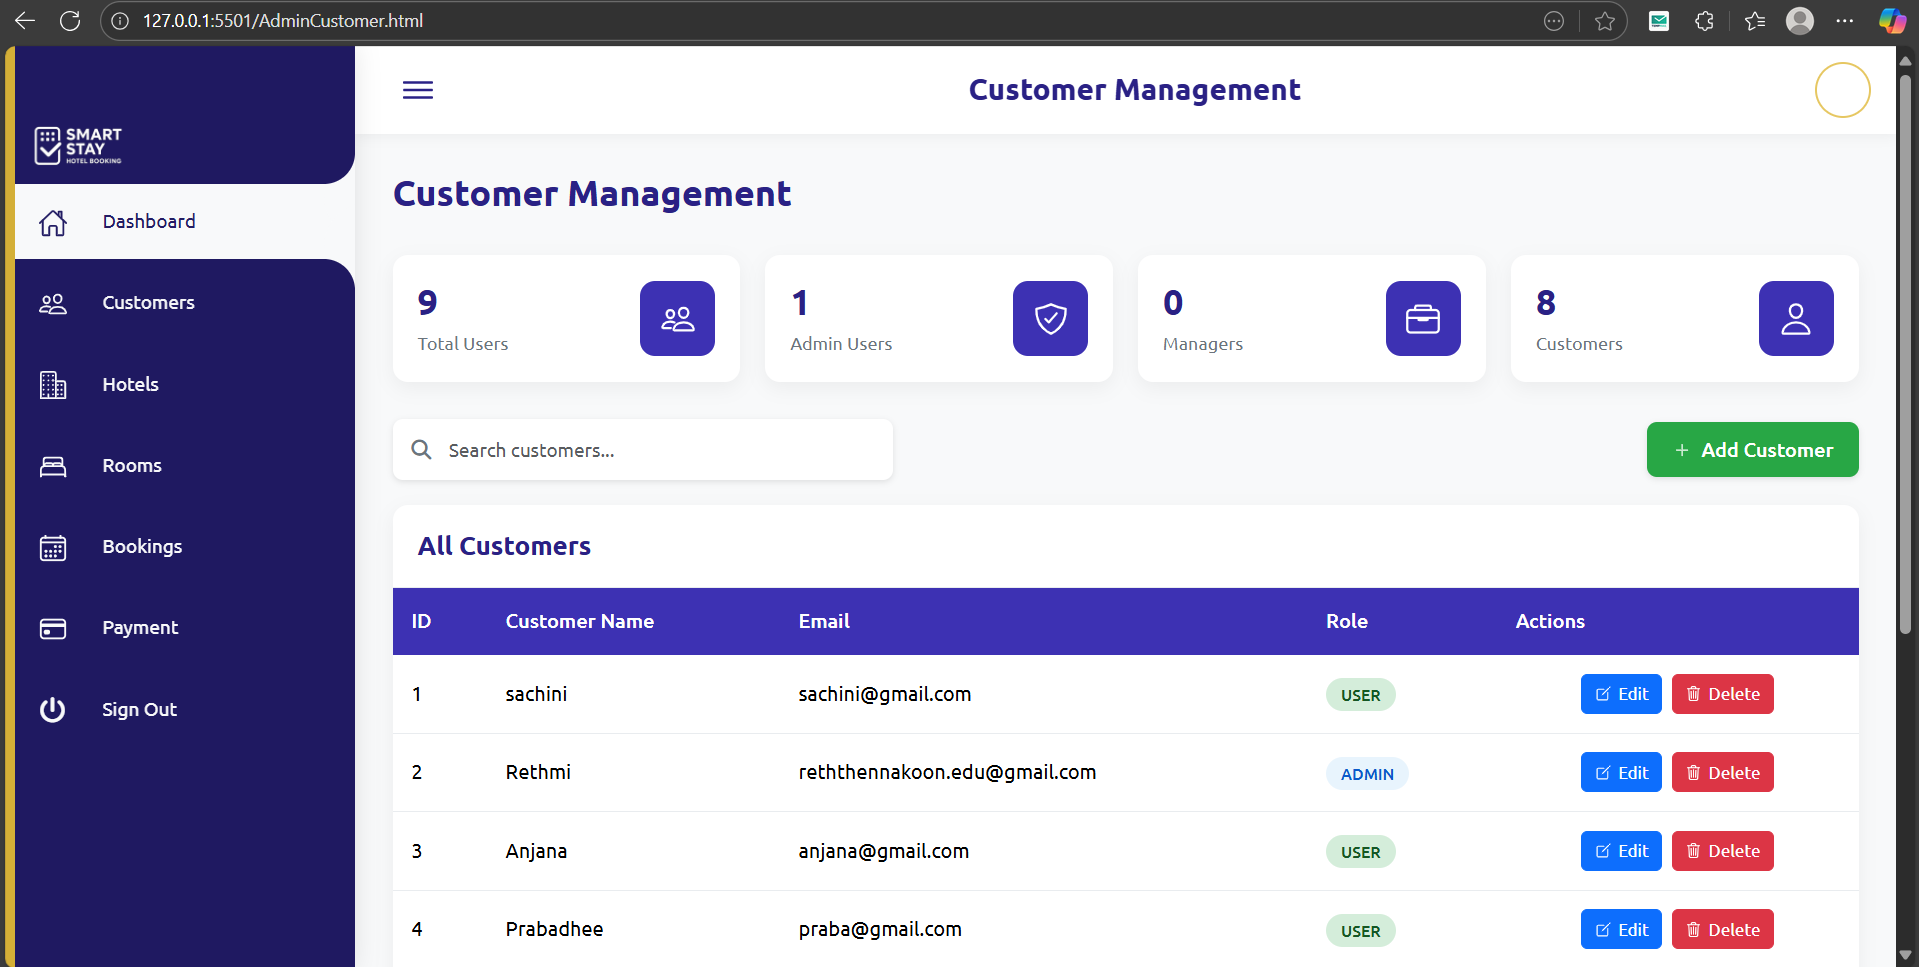 127.0.0.1:5501/AdminCustomer.html
SMART
STAY
HOTEL BOOKING
Dashboard
Customers
Hotels
Rooms
Bookings
Payment
Sign Out
Customer Management
Customer Management
9
Total Users
1
Admin Users
0
Managers
8
Customers
Search customers...
+ Add Customer
All Customers
ID Customer Name Email Role Actions
1 sachini sachini@gmail.com USER Edit Delete
2 Rethmi reththennakoon.edu@gmail.com ADMIN Edit Delete
3 Anjana anjana@gmail.com USER Edit Delete
4 Prabadhee praba@gmail.com USER Edit Delete